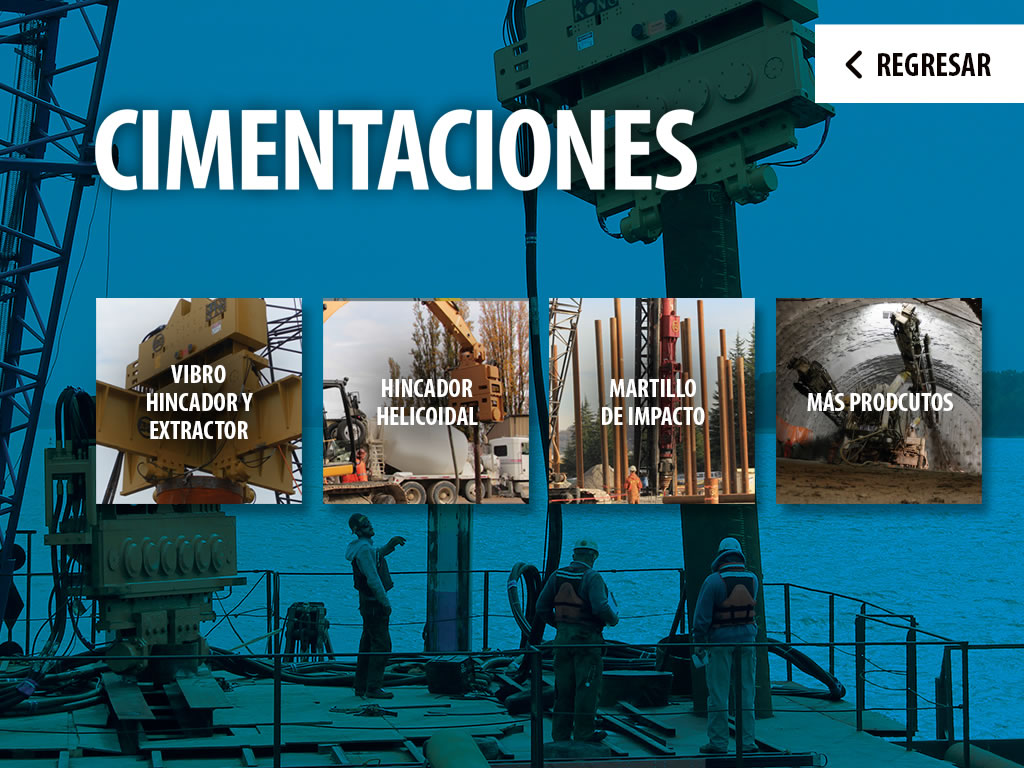 REGRESAR
CIMENTACIONES
VIBRO
HINCADOR Y
EXTRACTOR
HINCADOR
HELICOIDAL
MARTILLO
DE IMPACTO
MÁS PRODCUTOS